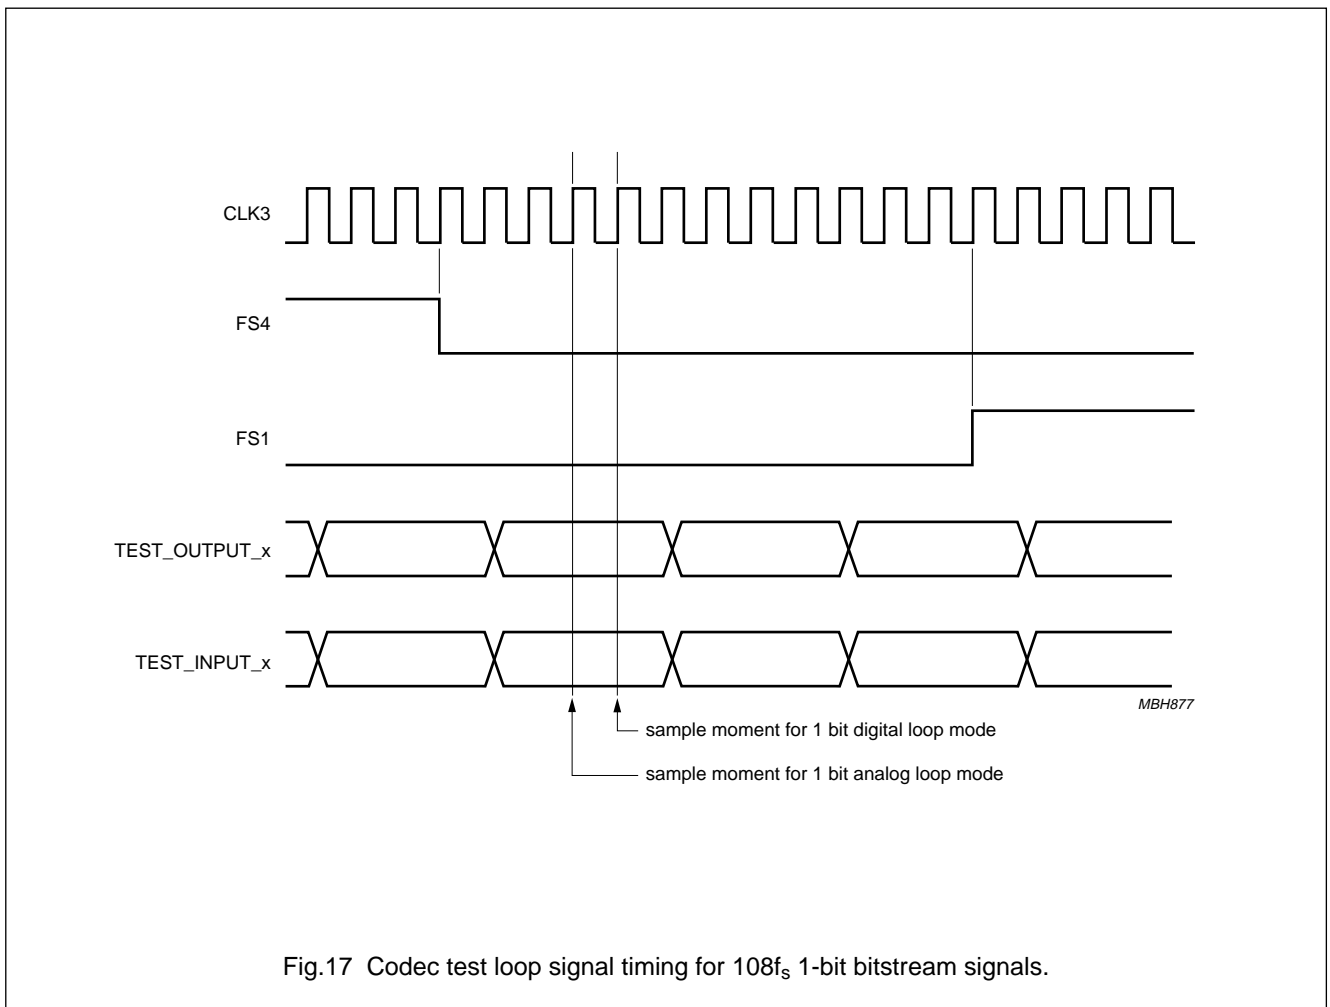 CLK3
FS4
FS1
TEST_OUTPUT_x
TEST_INPUT_x
MBH877
sample moment for 1 bit digital loop mode
sample moment for 1 bit analog loop mode
Fig.17 Codec test loop signal timing for 108fs 1-bit bitstream signals.